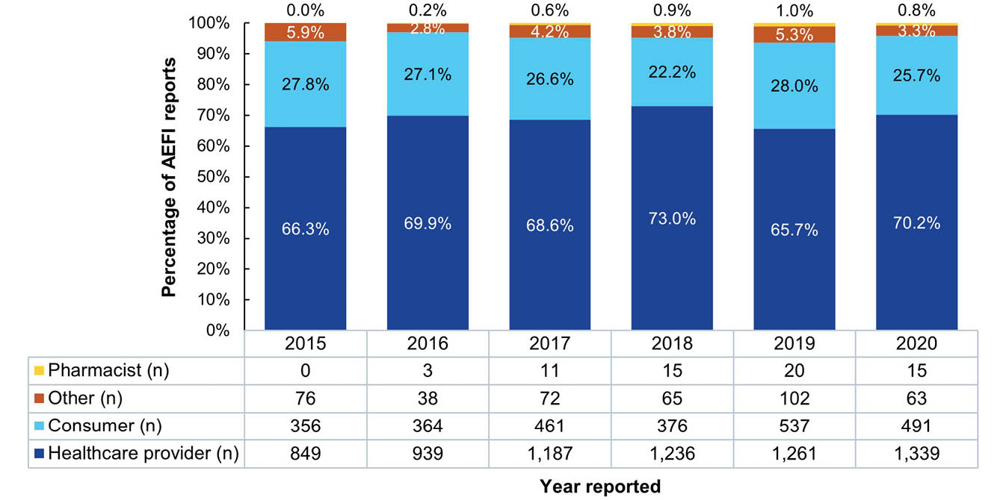 0.0% 0.2% 0.6% 0.9% 1.0% 0.8%
100%
90%
80%
70%
60%
50%
40%
30%
20%
10%
0%
Percentage of AEFI reports
5.9% 2.8% 4.2% 3.8% 5.3% 3.3%
27.8% 27.1% 26.6% 22.2% 28.0% 25.7%
66.3% 69.9% 68.6% 73.0% 65.7% 70.2%
2015 2016 2017 2018 2019 2020
Pharmacist (n) 0 3 11 15 20 15
Other (n) 76 38 72 65 102 63
Consumer (n) 356 364 461 376 537 491
Healthcare provider (n) 849 939 1,187 1,236 1,261 1,339
Year reported